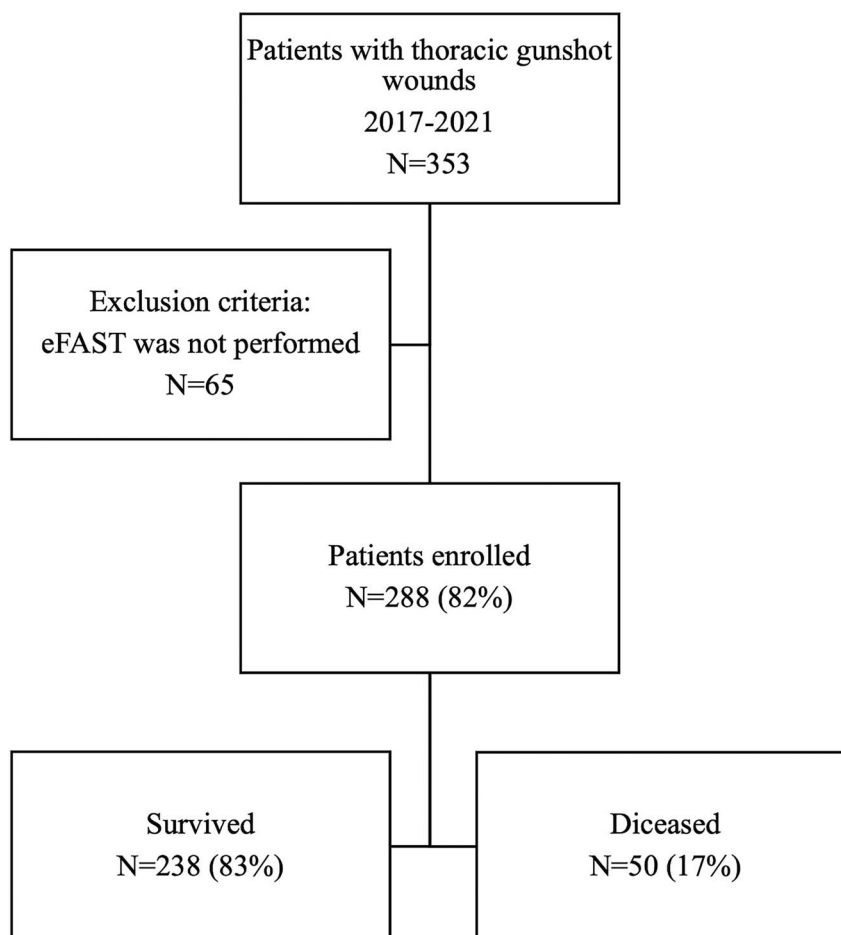 Patients with thoracic gunshot
wounds
2017-2021
N=353
Exclusion criteria:
eFAST was not performed
N=65
Patients enrolled
N=288 (82%)
Survived
N=238 (83%)
Diceased
N=50 (17%)